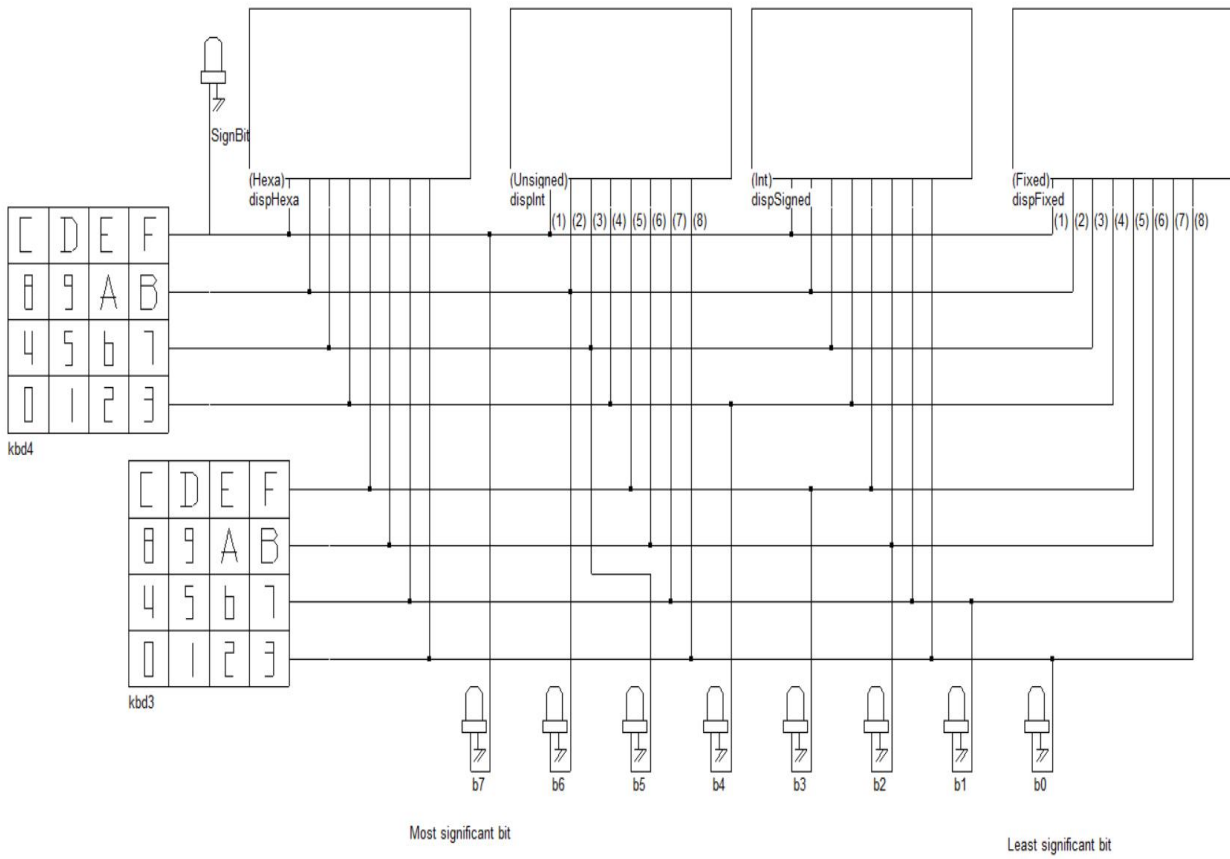 SignBit
(Hexa)
dispHexa
(Unsigned)
dispInt
(Int)
dispSigned
(Fixed)
dispFixed
(1) (2) (3) (4) (5) (6) (7) (8)
(1) (2) (3) (4) (5) (6) (7) (8)
C D E F
8 9 A B
4 5 6 7
0 1 2 3
kbd4
C D E F
8 9 A B
4 5 6 7
0 1 2 3
kbd3
b7 b6 b5 b4 b3 b2 b1 b0
Most significant bit
Least significant bit